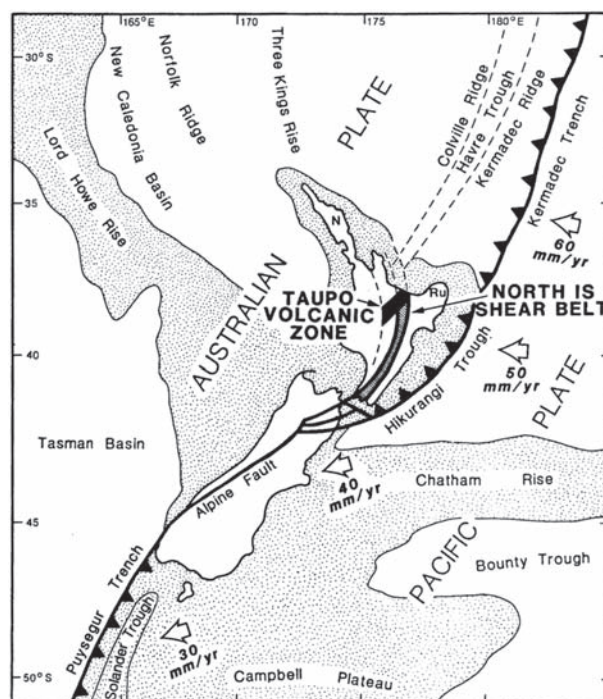 165
170
175
180°E
30°S
35
40
45
50°S
Lord Howe Rise
New Caledonia Basin
Norfolk Ridge
Three Kings Rise
PLATE
Colville Ridge
Havre Trough
Kermadec Ridge
Kermadec Trench
60
mm/yr
N
Ru
AUSTRALIAN
TAUPO
VOLCANIC
ZONE
NORTH IS
SHEAR BELT
50
mm/yr
PLATE
Hikurangi Trough
Tasman Basin
Alpine Fault
40
mm/yr
Chatham Rise
PACIFIC
Bounty Trough
Puysegur Trench
Solander Trough
30
mm/yr
Campbell Plateau